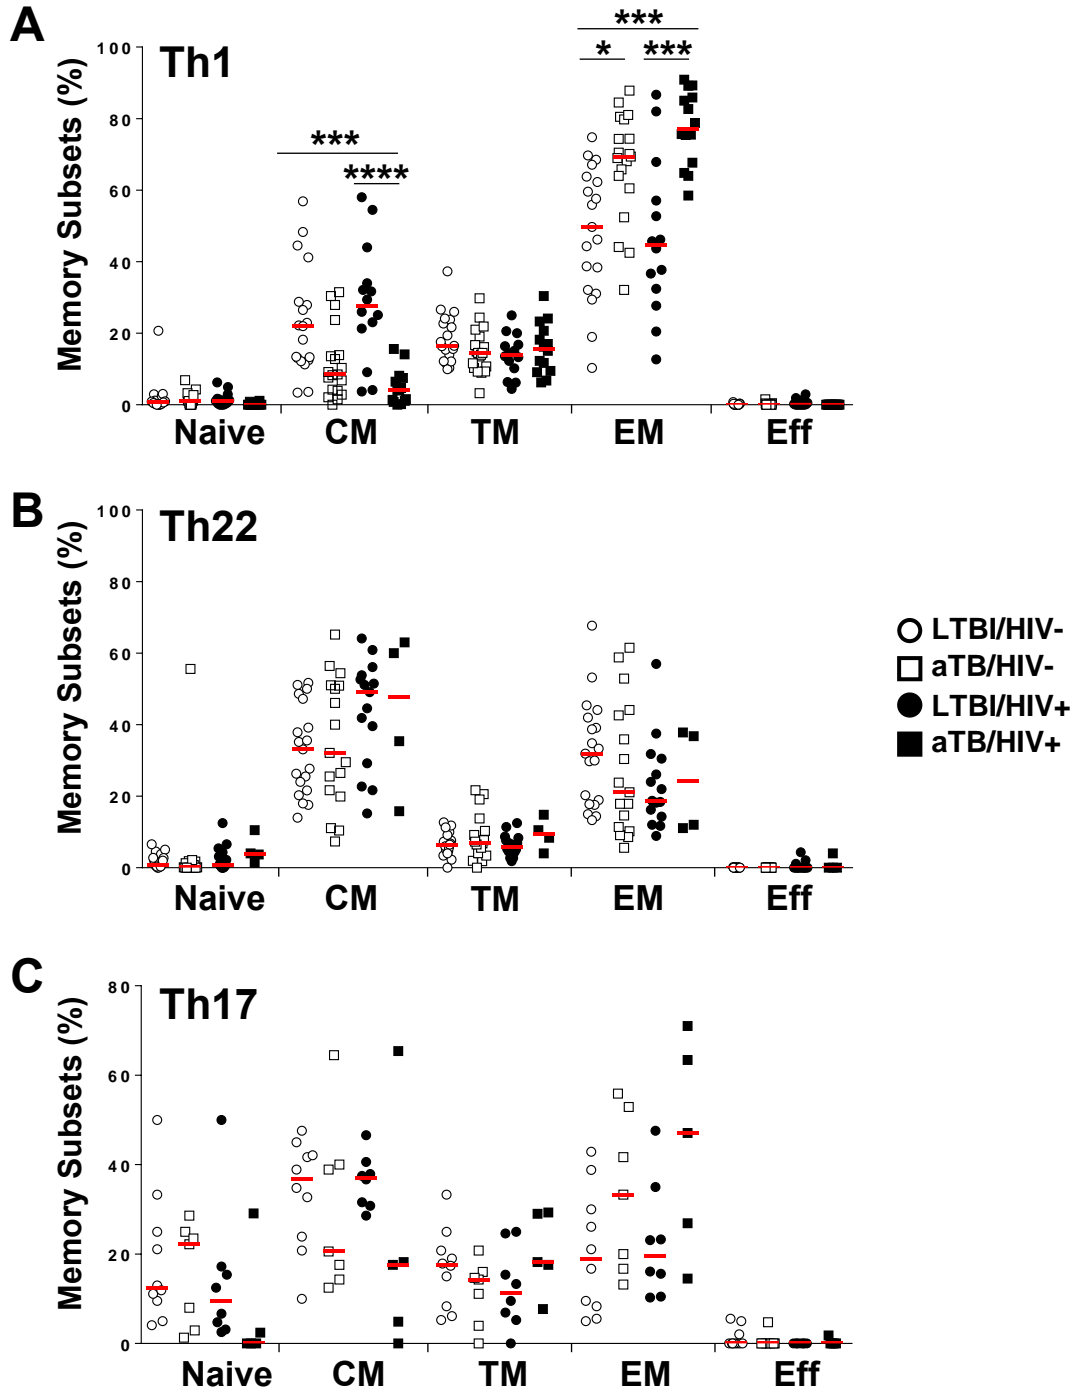 A
Th1
Memory Subsets (%)
100
80
60
40
20
0
***
****
***
*
***
Naive CM TM EM Eff
B
Th22
Memory Subsets (%)
100
80
60
40
20
0
Naive CM TM EM Eff
LTBI/HIV-
aTB/HIV-
LTBI/HIV+
aTB/HIV+
C
Th17
Memory Subsets (%)
80
60
40
20
0
Naive CM TM EM Eff